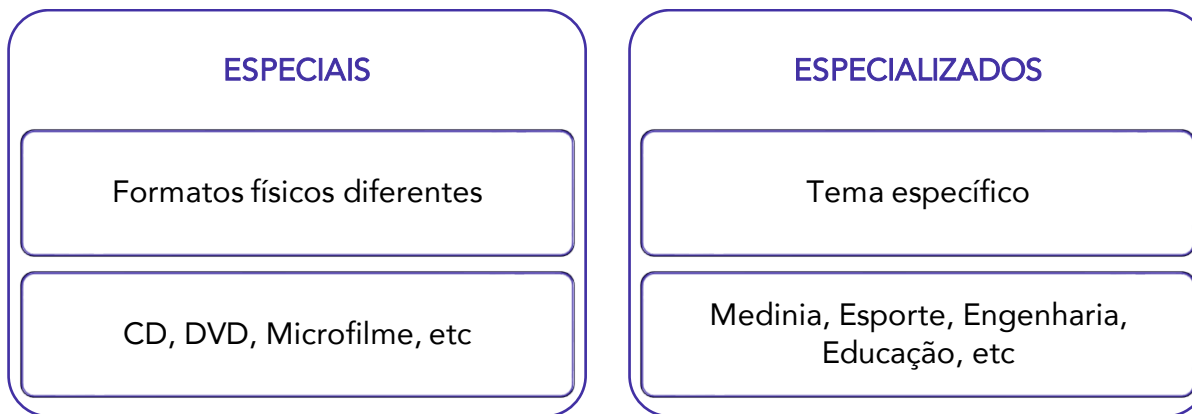 ESPECIAIS
Formatos físicos diferentes
CD, DVD, Microfilme, etc
ESPECIALIZADOS
Tema específico
Medinia, Esporte, Engenharia,
Educação, etc